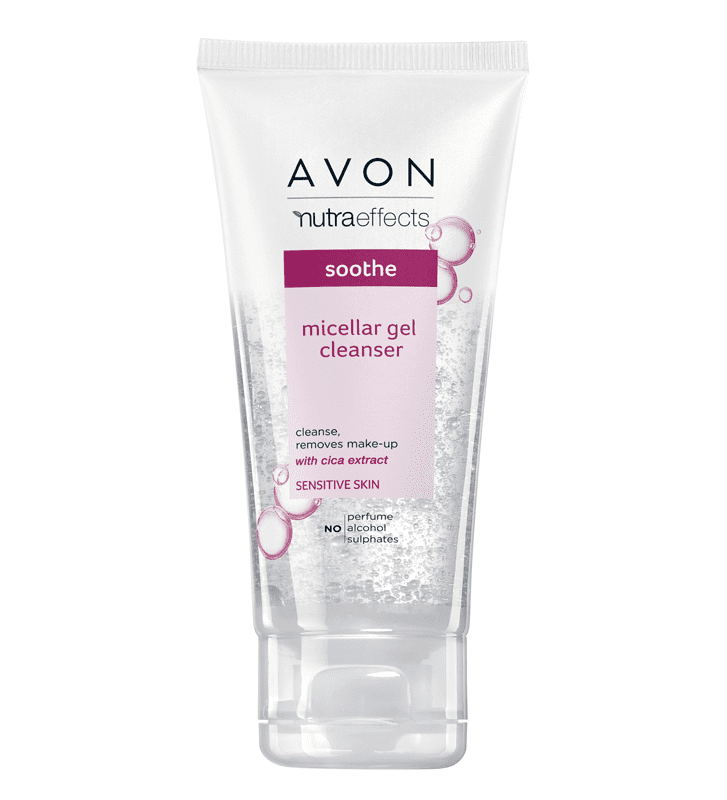 AVON
nutraeffects
soothe
micellar gel
cleanser
cleanse,
removes make-up
with cica extract
SENSITIVE SKIN
NO perfume
alcohol
sulphates